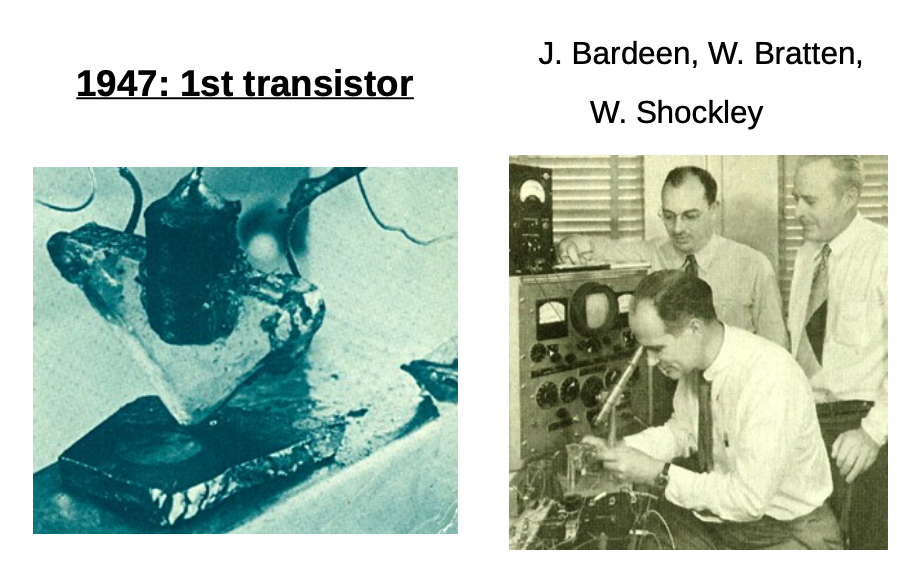 1947: 1st transistor
J. Bardeen, W. Bratten,
W. Shockley